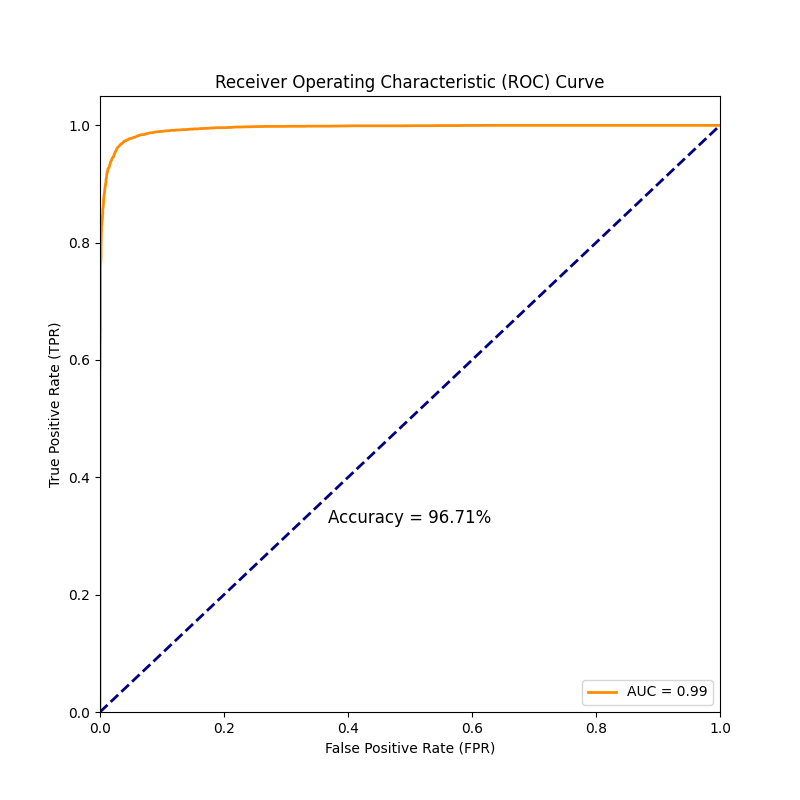 Receiver Operating Characteristic (ROC) Curve
1.0
0.8
0.6
0.4
0.2
0.0
True Positive Rate (TPR)
Accuracy = 96.71%
AUC = 0.99
0.0 0.2 0.4 0.6 0.8 1.0
False Positive Rate (FPR)